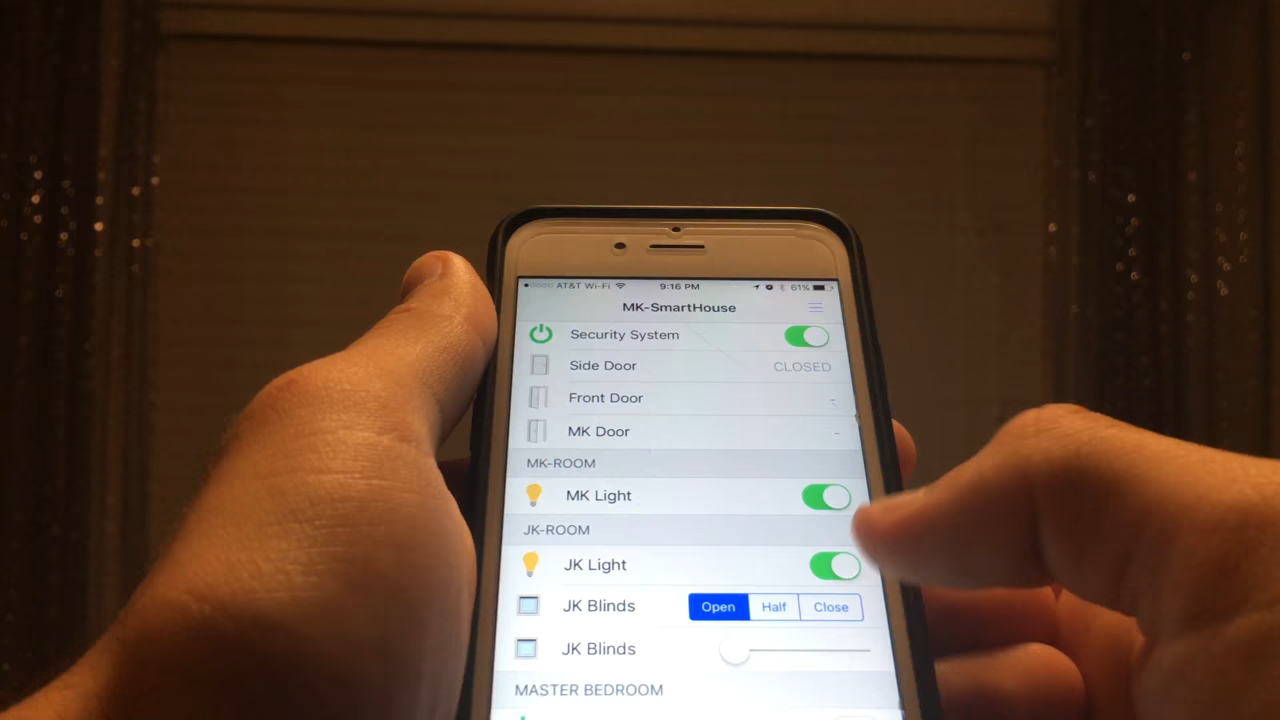 AT&T Wi-Fi 9:16 PM 61%
MK-SmartHouse
Security System
Side Door CLOSED
Front Door -
MK Door -
MK-ROOM
MK Light
JK-ROOM
JK Light
JK Blinds Open Half Close
JK Blinds
MASTER BEDROOM